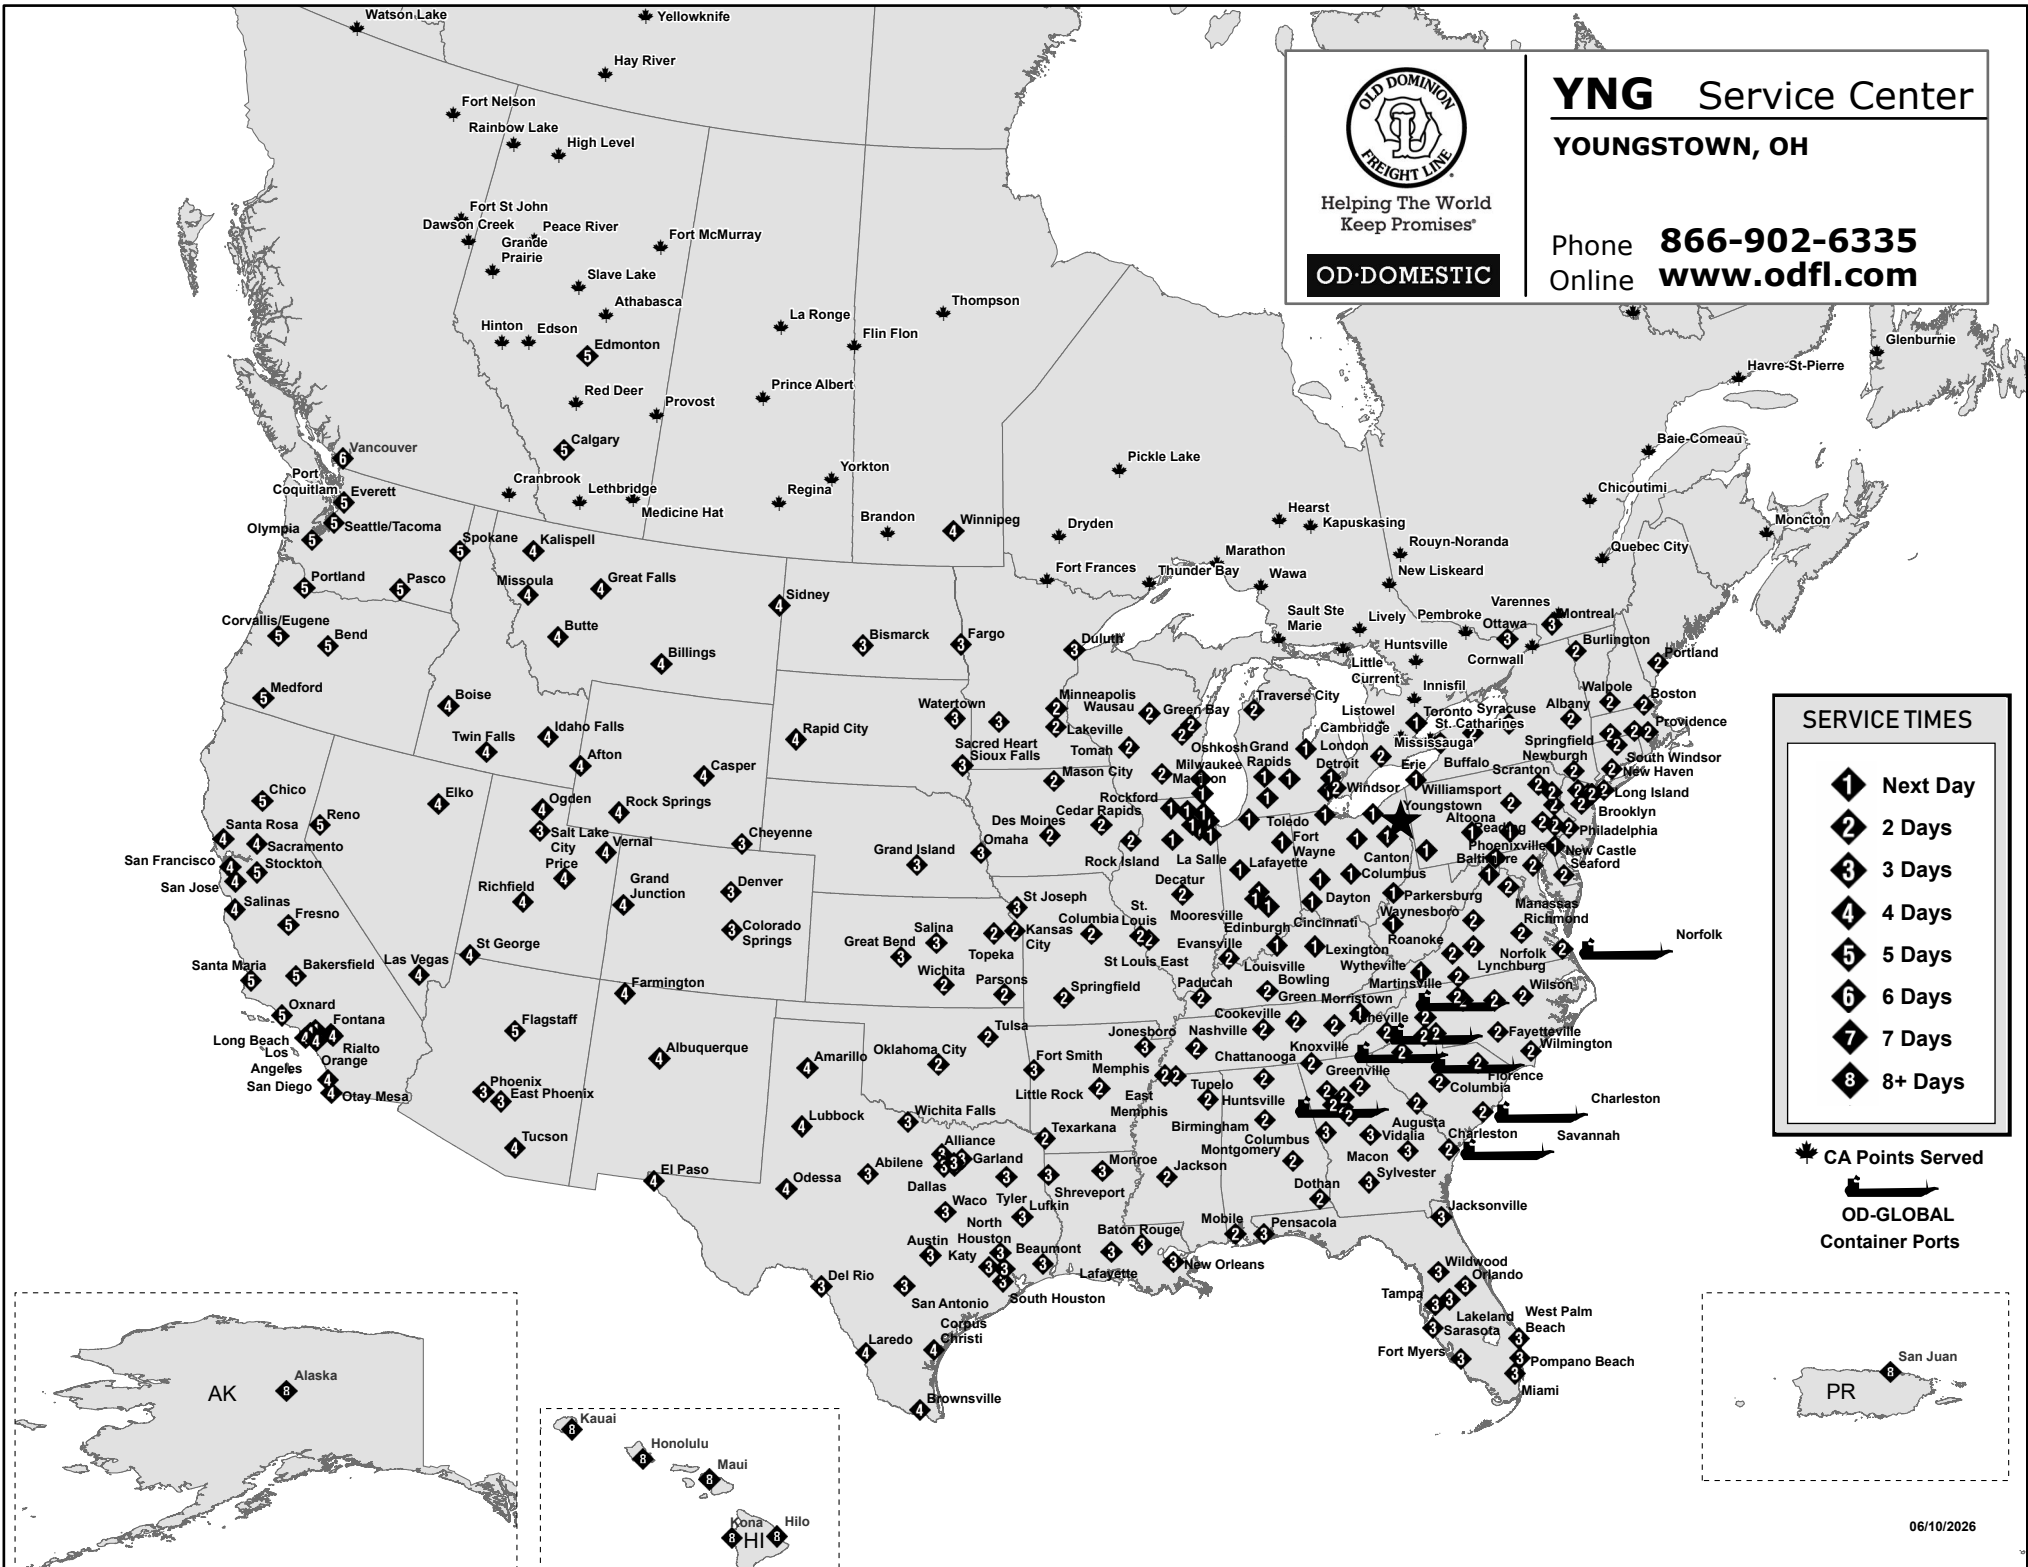 Watson Lake
Yellowknife
Hay River
Fort Nelson
Rainbow Lake
High Level
Fort St John
Dawson Creek
Peace River
Grande
Prairie
Fort McMurray
Slave Lake
Athabasca
Hinton
Edson
Edmonton
La Ronge
Flin Flon
Thompson
Red Deer
Provost
Prince Albert
Calgary
Cranbrook
Lethbridge
Medicine Hat
Yorkton
Regina
Brandon
Winnipeg
Pickle Lake
Dryden
Fort Frances
Thunder Bay
Marathon
Wawa
Hearst
Kapuskasing
Rouyn-Noranda
New Liskeard
Sault Ste
Marie
Lively
Little
Current
Huntsville
Pembroke
Ottawa
Cornwall
Varennes
Montreal
Innisfil
Listowel
Toronto
Cambridge
St. Catharines
Mississauga
London
Windsor
Quebec City
Chicoutimi
Baie-Comeau
Havre-St-Pierre
Glenburnie
Moncton
OLD DOMINION
FREIGHT LINE
Helping The World
Keep Promises®
OD·DOMESTIC
YNG Service Center
YOUNGSTOWN, OH
Phone 866-902-6335
Online www.odfl.com
Vancouver
Port
Coquitlam
Everett
Seattle/Tacoma
Olympia
Spokane
Portland
Pasco
Corvallis/Eugene
Bend
Medford
Kalispell
Missoula
Great Falls
Butte
Billings
Sidney
Bismarck
Fargo
Duluth
Boise
Twin Falls
Idaho Falls
Afton
Casper
Rapid City
Watertown
Sacred Heart
Sioux Falls
Minneapolis
Lakeville
Wausau
Green Bay
Tomah
Oshkosh
Milwaukee
Madison
Mason City
Rockford
Cedar Rapids
Des Moines
Omaha
Rock Island
La Salle
Traverse City
Grand
Rapids
Detroit
Toledo
Fort
Wayne
Lafayette
Erie
Buffalo
Syracuse
Albany
Burlington
Portland
Walpole
Boston
Providence
Springfield
South Windsor
New Haven
Newburgh
Scranton
Long Island
Brooklyn
Williamsport
Youngstown
Altoona
Reading
Philadelphia
Phoenixville
New Castle
Baltimore
Seaford
Canton
Columbus
Dayton
Parkersburg
Manassas
Waynesboro
Richmond
Roanoke
Norfolk
Norfolk
Lynchburg
Wytheville
Martinsville
Wilson
Chico
Santa Rosa
Sacramento
San Francisco
Stockton
San Jose
Salinas
Fresno
Santa Maria
Bakersfield
Oxnard
Long Beach
Los
Angeles
Fontana
Rialto
Orange
San Diego
Otay Mesa
Reno
Elko
Las Vegas
Ogden
Salt Lake
City
Price
Richfield
St George
Vernal
Rock Springs
Cheyenne
Grand
Junction
Denver
Colorado
Springs
Farmington
Albuquerque
Flagstaff
Phoenix
East Phoenix
Tucson
El Paso
Grand Island
Great Bend
Salina
Topeka
Wichita
Parsons
St Joseph
Kansas
City
Columbia
St.
Louis
St Louis East
Springfield
Decatur
Mooresville
Edinburgh
Cincinnati
Evansville
Louisville
Lexington
Paducah
Bowling
Green
Morristown
Cookeville
Nashville
Asheville
Knoxville
Chattanooga
Greenville
Jonesboro
Memphis
East
Memphis
Tupelo
Huntsville
Birmingham
Columbus
Montgomery
Dothan
Mobile
Pensacola
Fayetteville
Wilmington
Florence
Columbia
Charleston
Charleston
Augusta
Vidalia
Savannah
Macon
Sylvester
Jacksonville
Wildwood
Orlando
Tampa
Lakeland
Sarasota
Fort Myers
West Palm
Beach
Pompano Beach
Miami
Amarillo
Lubbock
Odessa
Abilene
Wichita Falls
Oklahoma City
Tulsa
Fort Smith
Little Rock
Texarkana
Alliance
Garland
Dallas
Waco
Tyler
Lufkin
Shreveport
Monroe
Jackson
Austin
North
Houston
Katy
Beaumont
South Houston
Baton Rouge
Lafayette
New Orleans
Del Rio
San Antonio
Laredo
Corpus
Christi
Brownsville
SERVICE TIMES
1 Next Day
2 2 Days
3 3 Days
4 4 Days
5 5 Days
6 6 Days
7 7 Days
8 8+ Days
CA Points Served
OD-GLOBAL
Container Ports
AK
Alaska
Kauai
Honolulu
Maui
Kona
HI
Hilo
PR
San Juan
06/10/2026